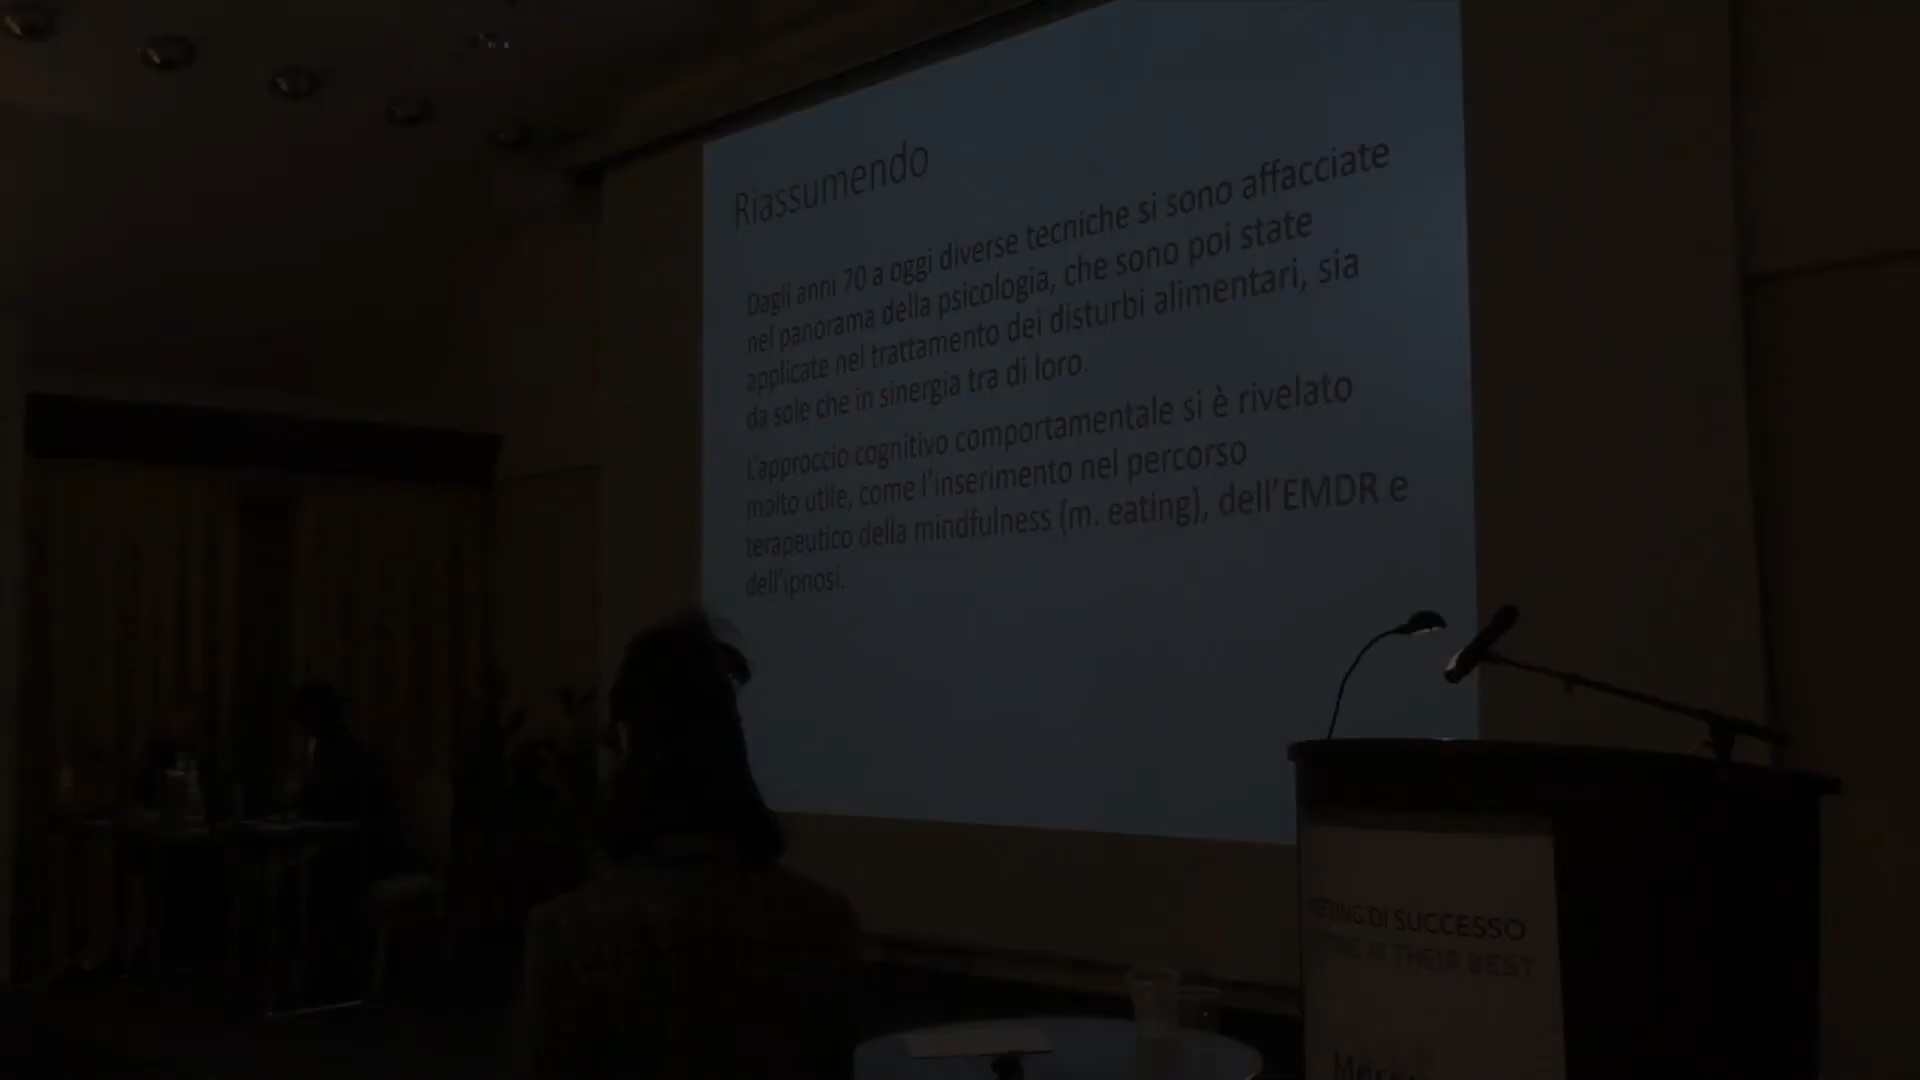 Riassumendo
Dagli anni 70 a oggi diverse tecniche si sono affacciate
nel panorama della psicologia, che sono poi state
applicate nel trattamento dei disturbi alimentari, sia
da sole che in sinergia tra di loro.
L'approccio cognitivo comportamentale si è rivelato
molto utile, come l'inserimento nel percorso
terapeutico della mindfulness (m. eating), dell'EMDR e
dell'ipnosi.
DI SUCCESSO
THEIR BEST